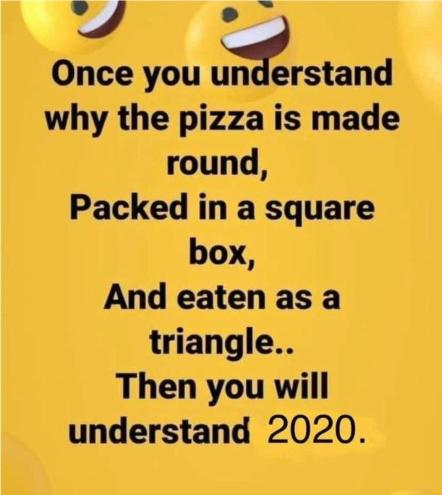 Once you understand
why the pizza is made
round,
Packed in a square
box,
And eaten as a
triangle..
Then you will
understand 2020.